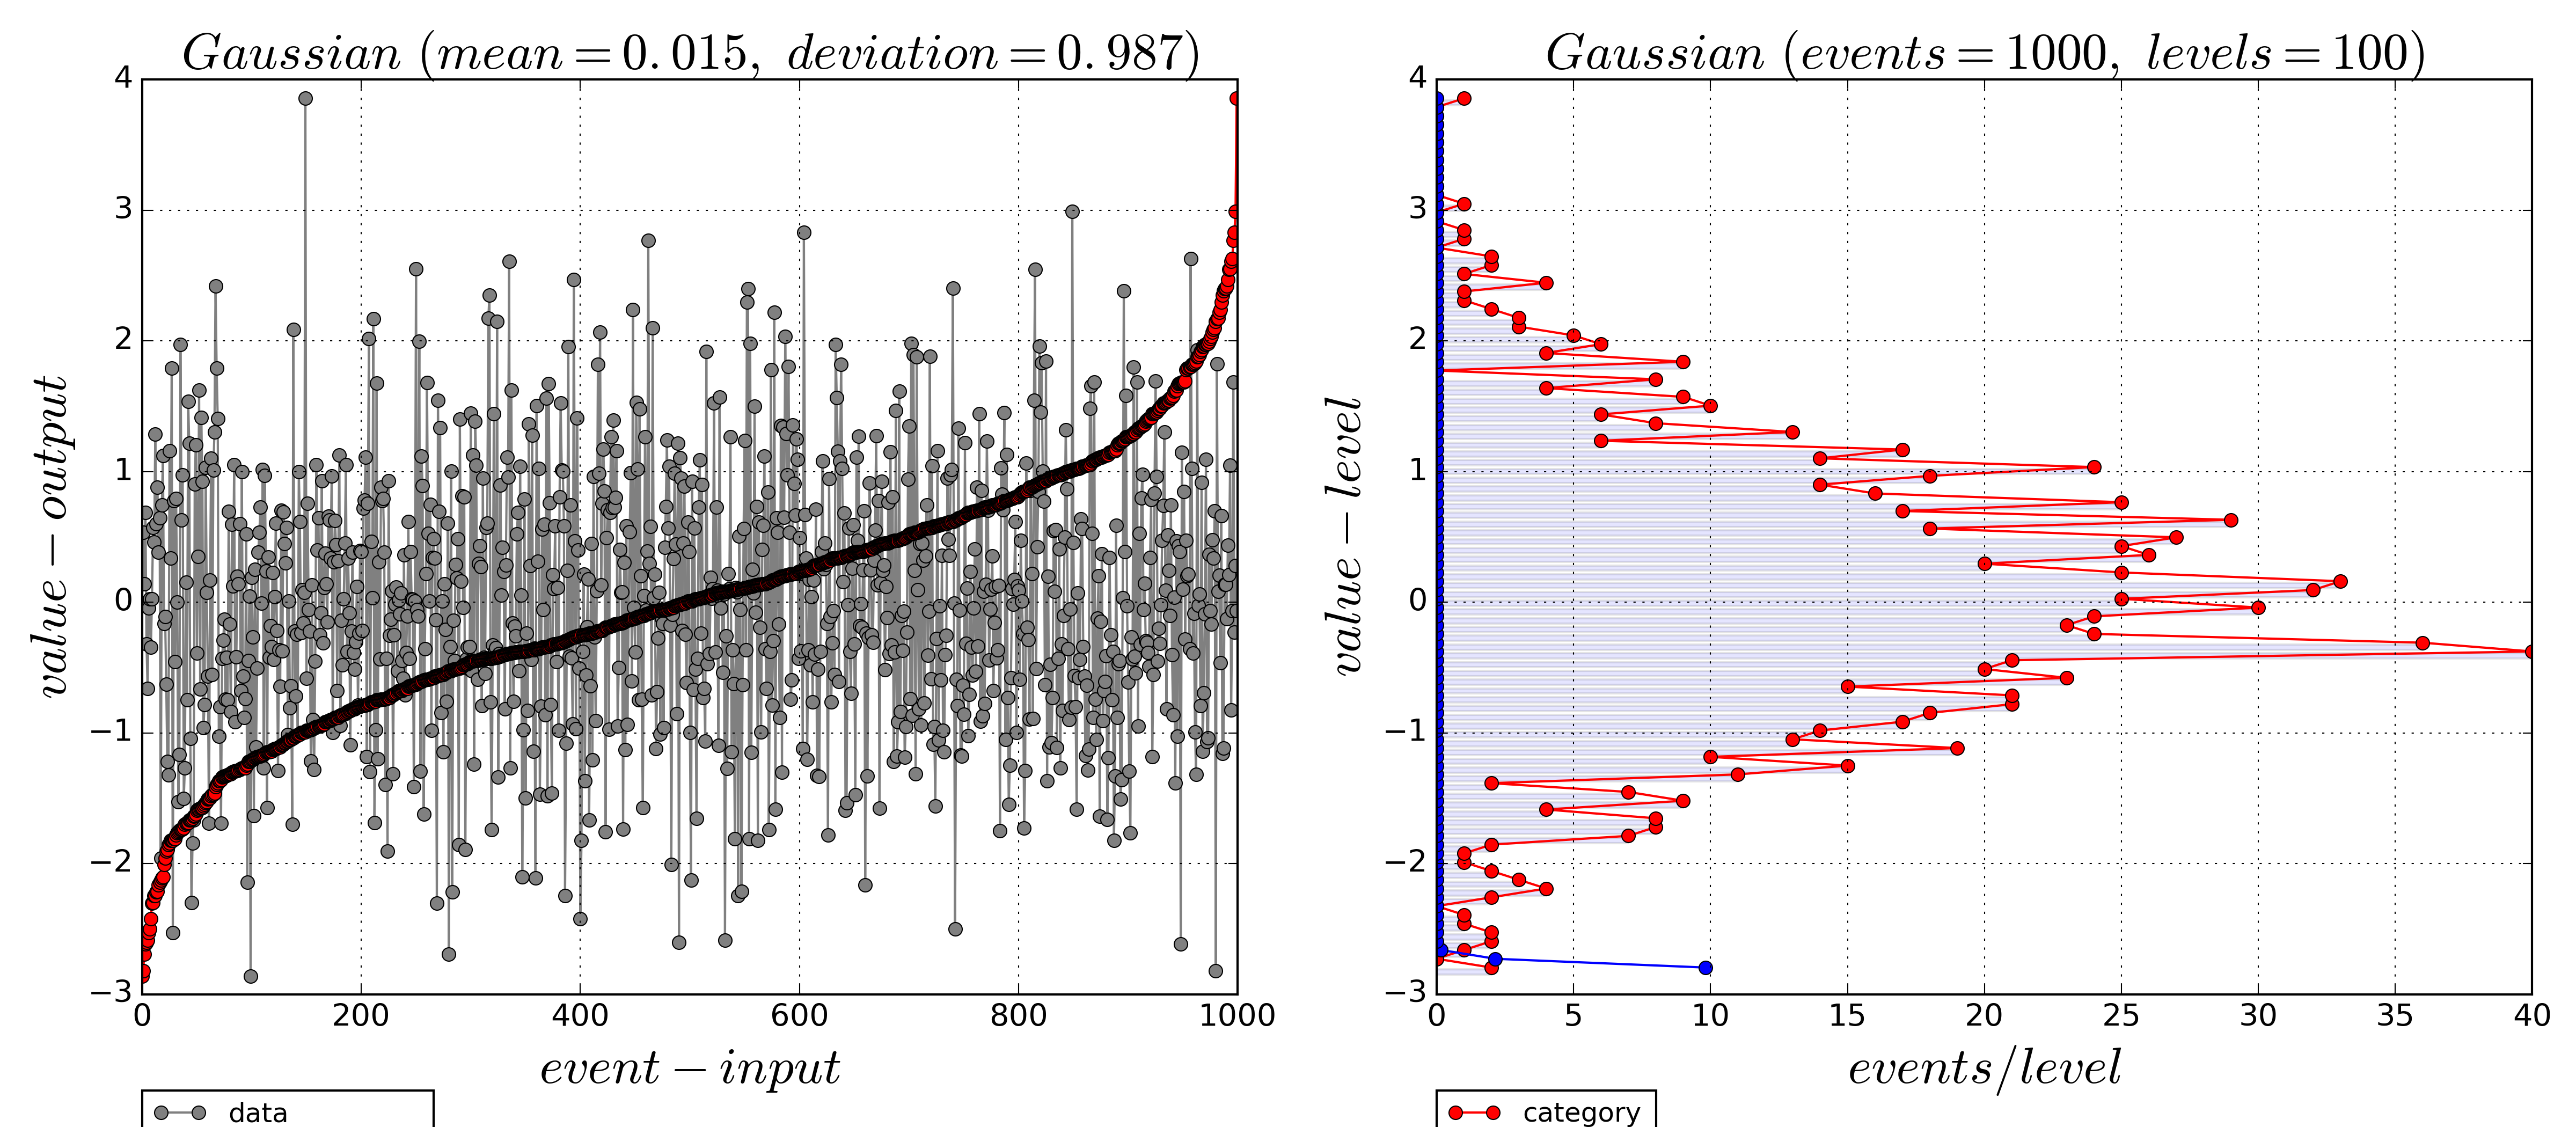 Gaussian (mean = 0.015, deviation = 0.987)
4
3
2
1
0
−1
−2
−3
value − output
0 200 400 600 800 1000
event − input
data
Gaussian (events = 1000, levels = 100)
4
3
2
1
0
−1
−2
−3
value − level
0 5 10 15 20 25 30 35 40
events/level
category